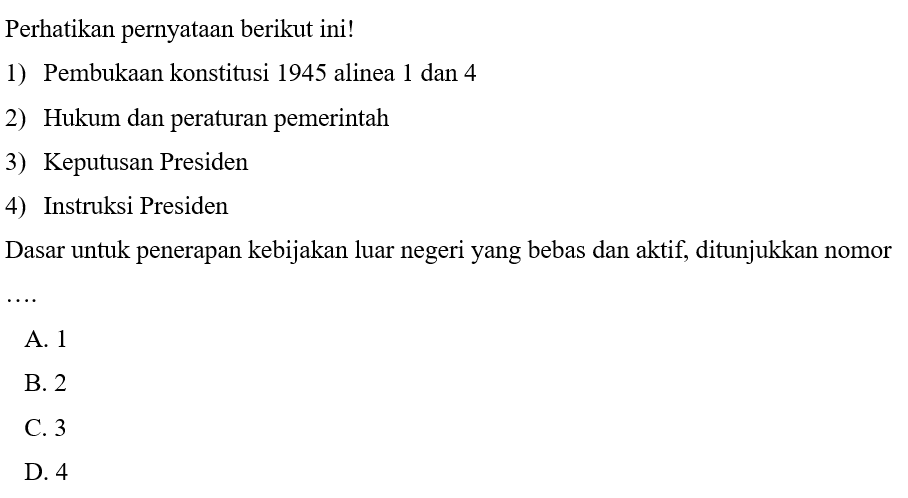 Perhatikan pernyataan berikut ini!
1) Pembukaan konstitusi 1945 alinea 1 dan 4
2) Hukum dan peraturan pemerintah
3) Keputusan Presiden
4) Instruksi Presiden
Dasar untuk penerapan kebijakan luar negeri yang bebas dan aktif, ditunjukkan nomor
….
A. 1
B. 2
C. 3
D. 4